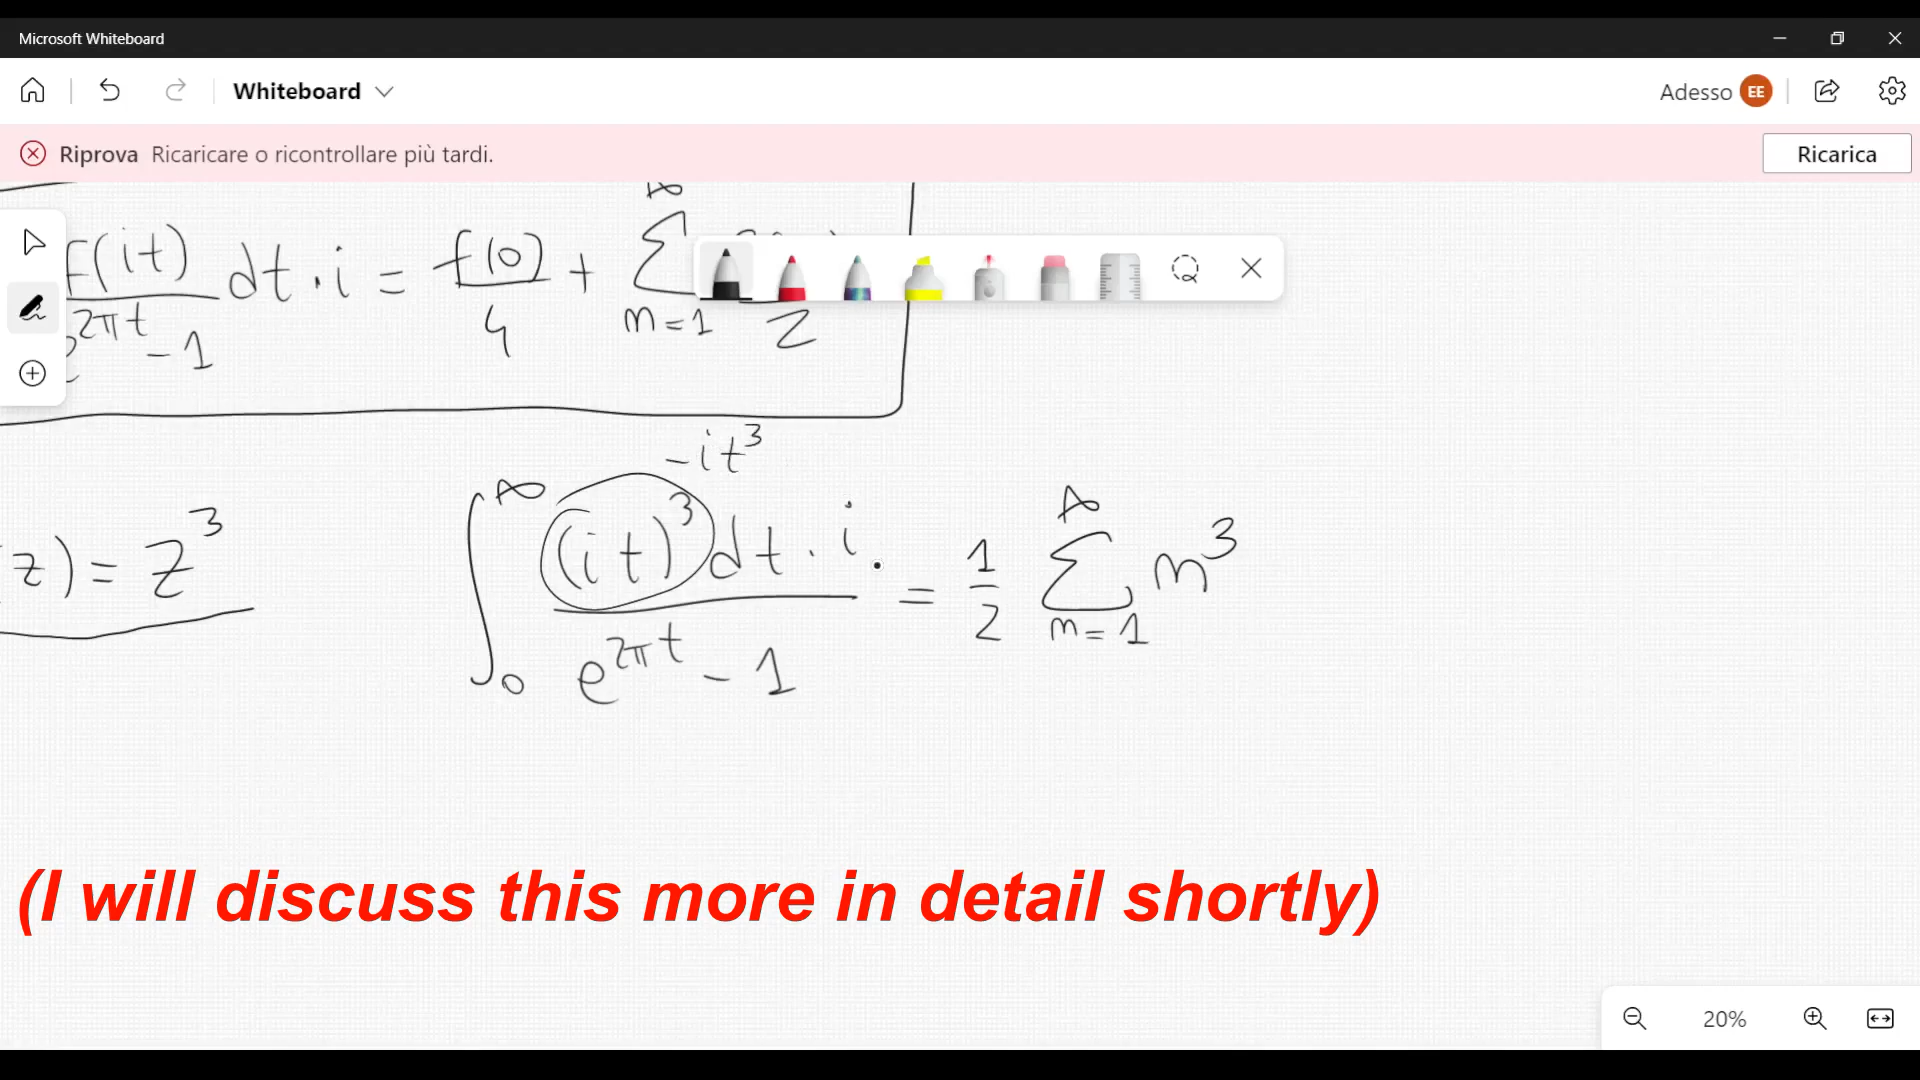 Microsoft Whiteboard
Whiteboard
Adesso EE
Riprova Ricaricare o ricontrollare più tardi.
Ricarica
f(it) / e^{2πt} - 1 dt · i = f(0) / 4 + ∑_{m=1}^{∞} / 2
-it³
z) = z³
∫_0^∞ (it)³ dt · i / e^{2πt} - 1 = 1/2 ∑_{m=1}^{∞} m³
(I will discuss this more in detail shortly)
20%